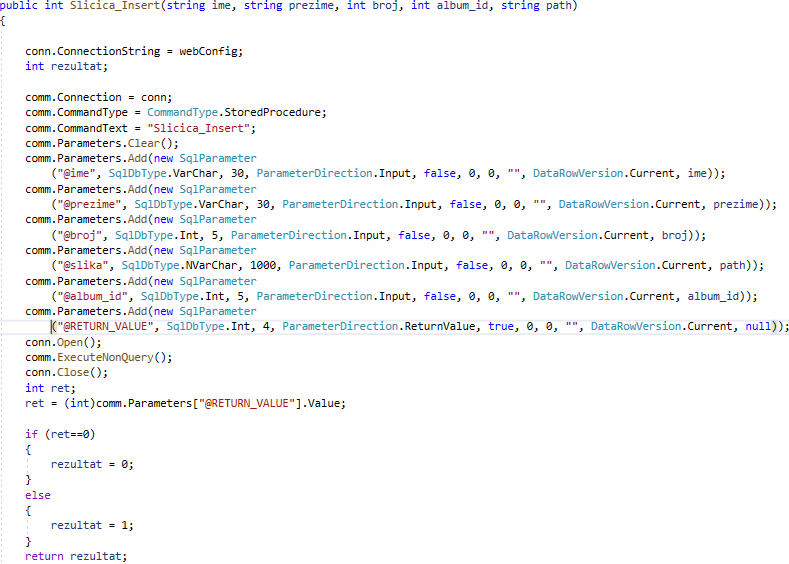 public int Slicica_Insert(string ime, string prezime, int broj, int album_id, string path)
{
conn.ConnectionString = webConfig;
int rezultat;
comm.Connection = conn;
comm.CommandType = CommandType.StoredProcedure;
comm.CommandText = "Slicica_Insert";
comm.Parameters.Clear();
comm.Parameters.Add(new SqlParameter
("@ime", SqlDbType.VarChar, 30, ParameterDirection.Input, false, 0, 0, "", DataRowVersion.Current, ime));
comm.Parameters.Add(new SqlParameter
("@prezime", SqlDbType.VarChar, 30, ParameterDirection.Input, false, 0, 0, "", DataRowVersion.Current, prezime));
comm.Parameters.Add(new SqlParameter
("@broj", SqlDbType.Int, 5, ParameterDirection.Input, false, 0, 0, "", DataRowVersion.Current, broj));
comm.Parameters.Add(new SqlParameter
("@slika", SqlDbType.NVarChar, 1000, ParameterDirection.Input, false, 0, 0, "", DataRowVersion.Current, path));
comm.Parameters.Add(new SqlParameter
("@album_id", SqlDbType.Int, 5, ParameterDirection.Input, false, 0, 0, "", DataRowVersion.Current, album_id));
comm.Parameters.Add(new SqlParameter
("@RETURN_VALUE", SqlDbType.Int, 4, ParameterDirection.ReturnValue, true, 0, 0, "", DataRowVersion.Current, null));
conn.Open();
comm.ExecuteNonQuery();
conn.Close();
int ret;
ret = (int)comm.Parameters["@RETURN_VALUE"].Value;
if (ret==0)
{
rezultat = 0;
}
else
{
rezultat = 1;
}
return rezultat;